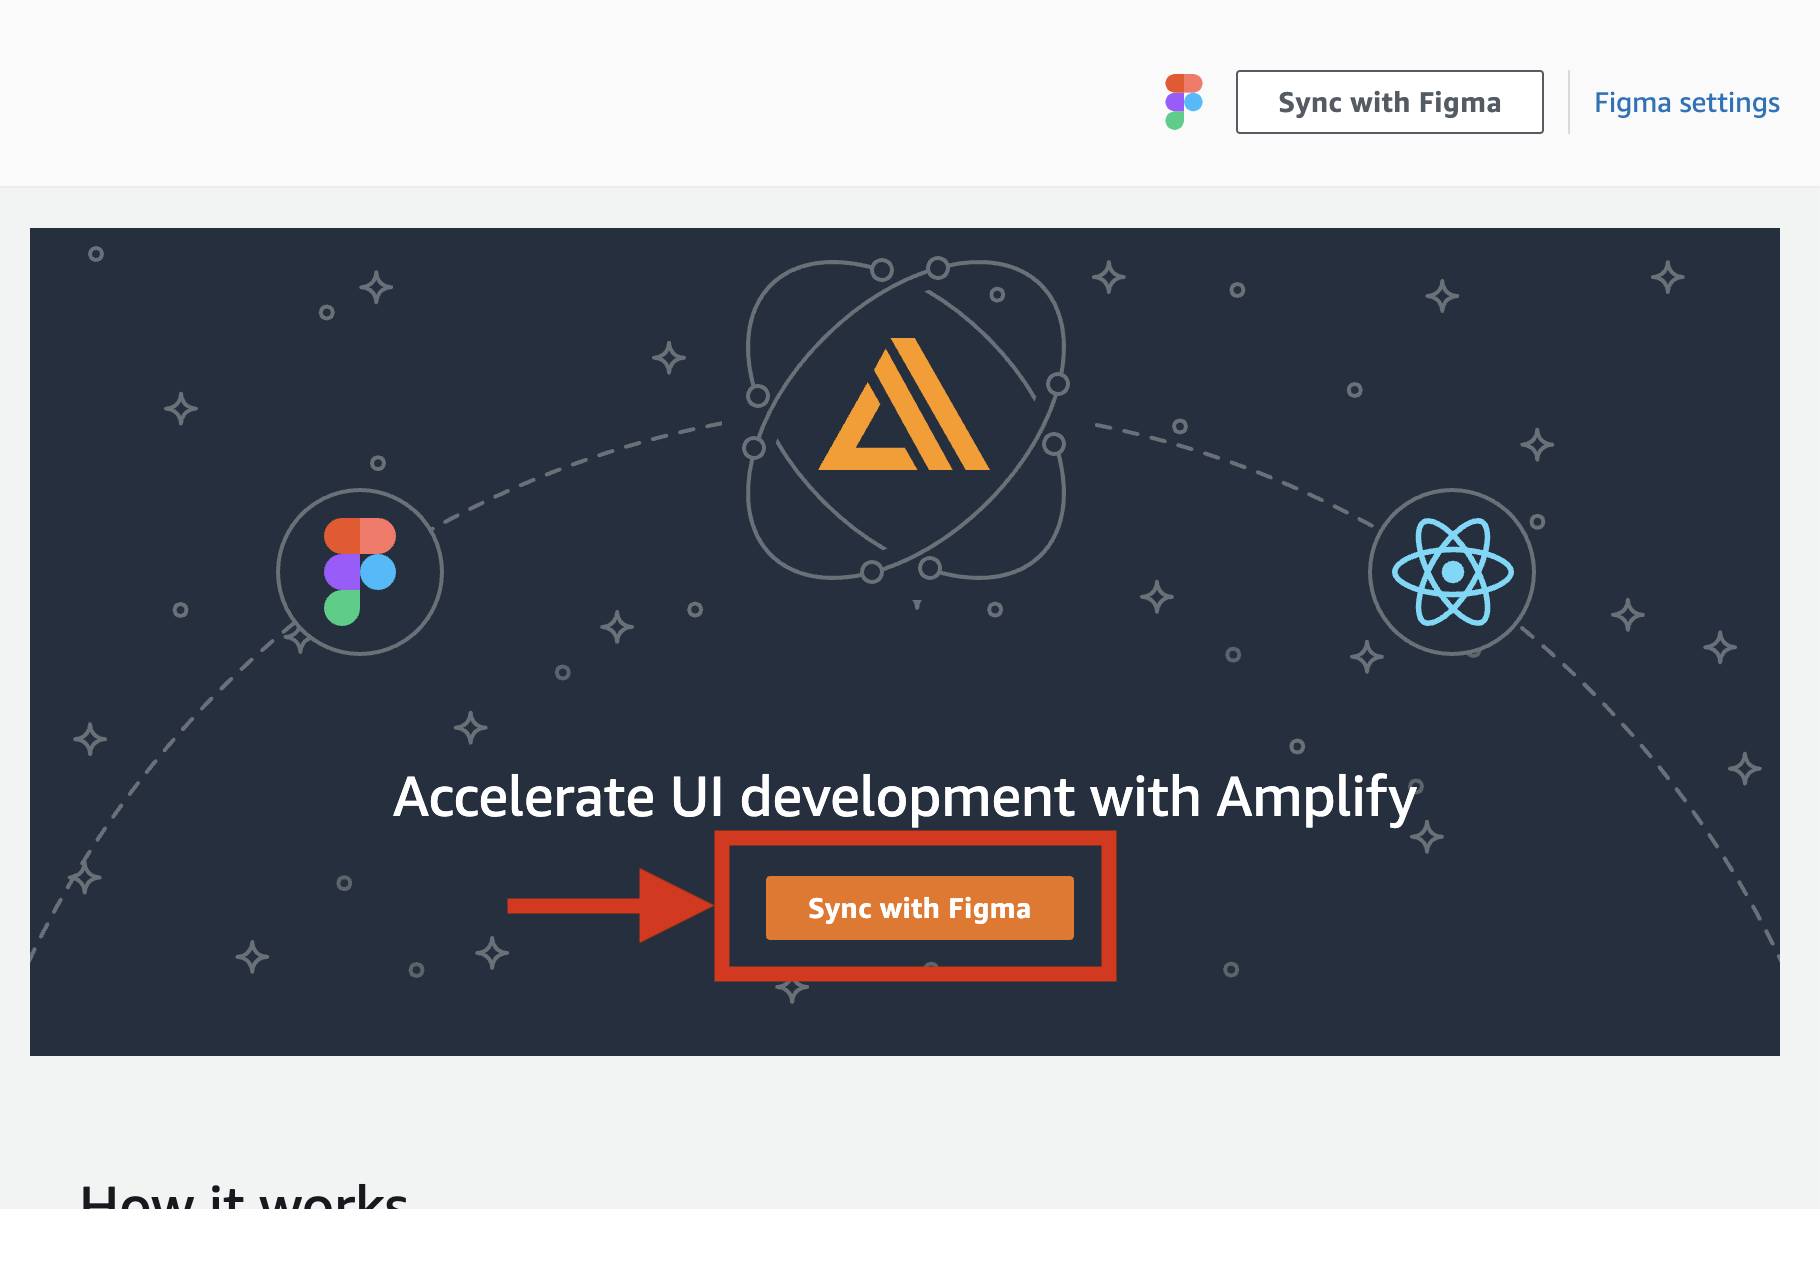 Sync with Figma
Figma settings
Accelerate UI development with Amplify
Sync with Figma
How it works